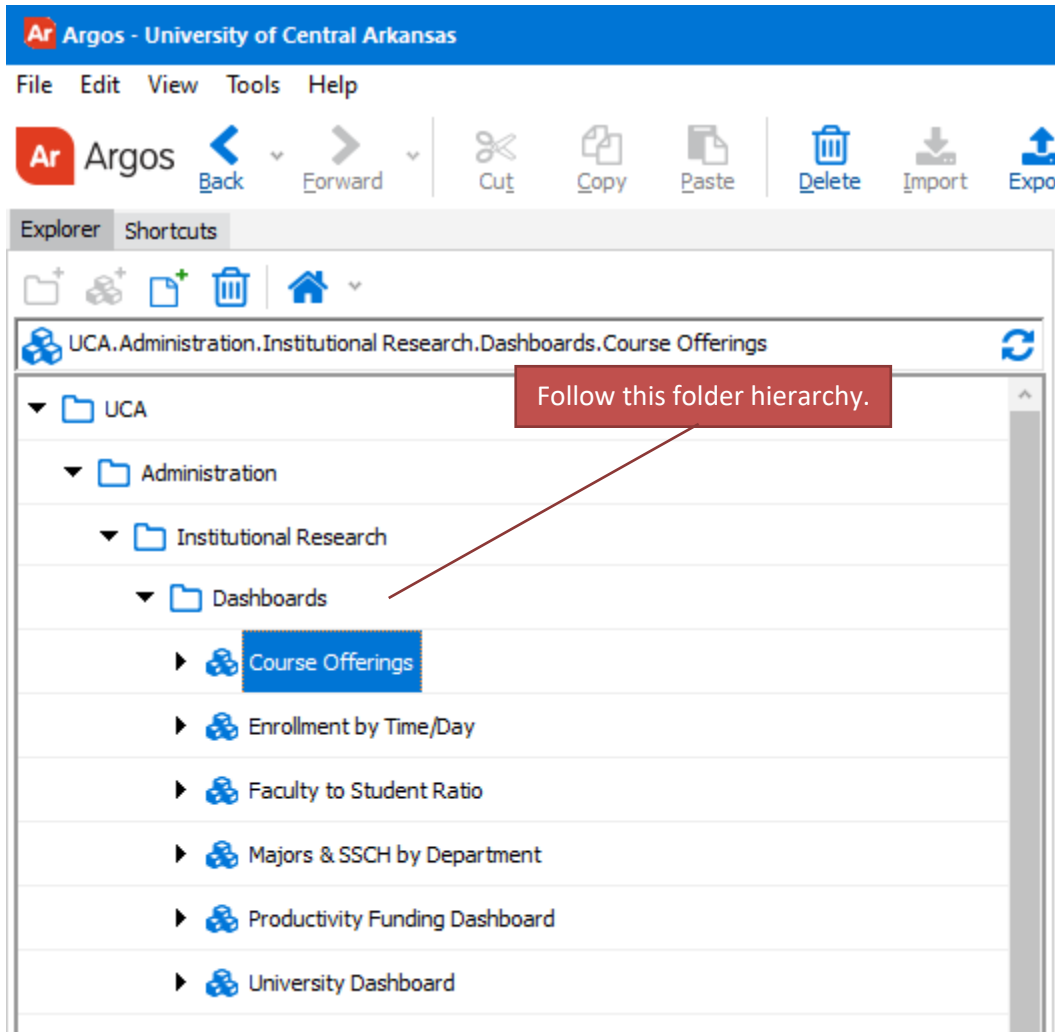 Ar Argos - University of Central Arkansas
File Edit View Tools Help
Ar Argos Back Forward Cut Copy Paste Delete Import Expo
Explorer Shortcuts
UCA.Administration.Institutional Research.Dashboards.Course Offerings
Follow this folder hierarchy.
UCA
Administration
Institutional Research
Dashboards
Course Offerings
Enrollment by Time/Day
Faculty to Student Ratio
Majors & SSCH by Department
Productivity Funding Dashboard
University Dashboard